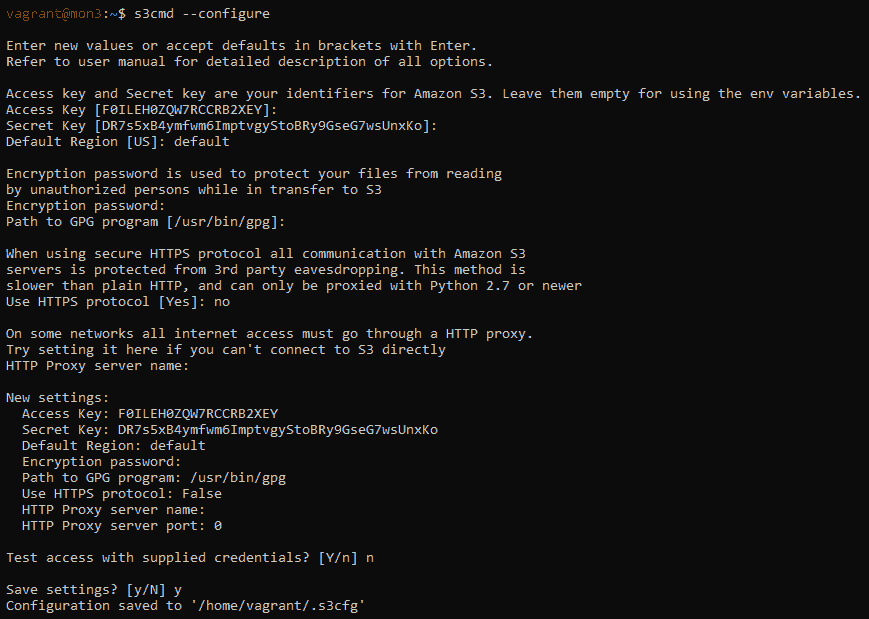 vagrant@mon3:~$ s3cmd --configure
Enter new values or accept defaults in brackets with Enter.
Refer to user manual for detailed description of all options.
Access key and Secret key are your identifiers for Amazon S3. Leave them empty for using the env variables.
Access Key [F0ILEH0ZQW7RCCRB2XEY]:
Secret Key [DR7s5xB4ymfwm6ImptvgyStoBRy9GseG7wsUnxKo]:
Default Region [US]: default
Encryption password is used to protect your files from reading
by unauthorized persons while in transfer to S3
Encryption password:
Path to GPG program [/usr/bin/gpg]:
When using secure HTTPS protocol all communication with Amazon S3
servers is protected from 3rd party eavesdropping. This method is
slower than plain HTTP, and can only be proxied with Python 2.7 or newer
Use HTTPS protocol [Yes]: no
On some networks all internet access must go through a HTTP proxy.
Try setting it here if you can't connect to S3 directly
HTTP Proxy server name:
New settings:
Access Key: F0ILEH0ZQW7RCCRB2XEY
Secret Key: DR7s5xB4ymfwm6ImptvgyStoBRy9GseG7wsUnxKo
Default Region: default
Encryption password:
Path to GPG program: /usr/bin/gpg
Use HTTPS protocol: False
HTTP Proxy server name:
HTTP Proxy server port: 0
Test access with supplied credentials? [Y/n] n
Save settings? [y/N] y
Configuration saved to '/home/vagrant/.s3cfg'